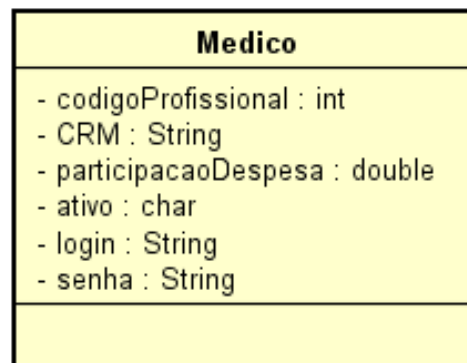 Medico
- codigoProfissional : int
- CRM : String
- participacaoDespesa : double
- ativo : char
- login : String
- senha : String